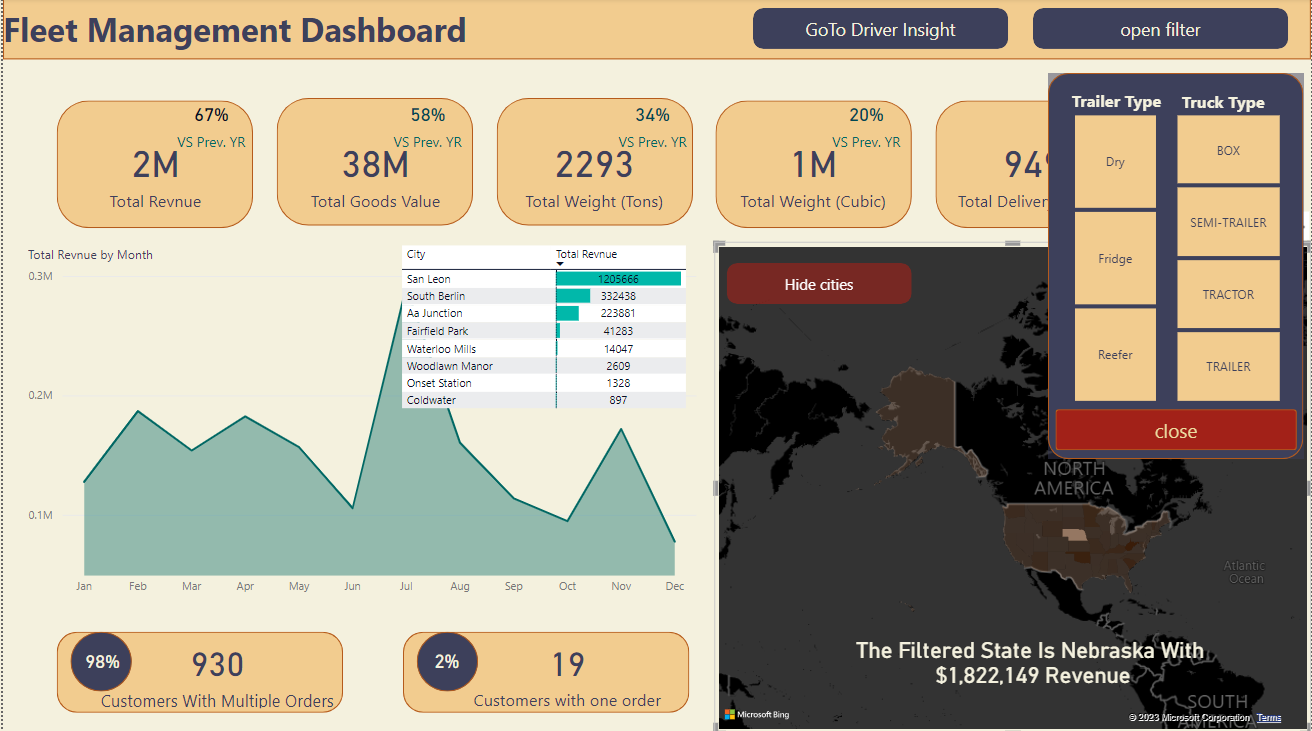 Fleet Management Dashboard
GoTo Driver Insight
open filter
67%
VS Prev. YR
2M
Total Revnue
58%
VS Prev. YR
38M
Total Goods Value
34%
VS Prev. YR
2293
Total Weight (Tons)
20%
VS Prev. YR
1M
Total Weight (Cubic)
Total Delivery
Trailer Type
Dry
Fridge
Reefer
Truck Type
BOX
SEMI-TRAILER
TRACTOR
TRAILER
close
Total Revnue by Month
0.3M
0.2M
0.1M
Jan Feb Mar Apr May Jun Jul Aug Sep Oct Nov Dec
City Total Revnue
San Leon 1205666
South Berlin 332438
Aa Junction 223881
Fairfield Park 41283
Waterloo Mills 14047
Woodlawn Manor 2609
Onset Station 1328
Coldwater 897
Hide cities
NORTH
AMERICA
Atlantic
Ocean
The Filtered State Is Nebraska With
$1,822,149 Revenue
SOUTH
AMERICA
Microsoft Bing
© 2023 Microsoft Corporation Terms
98%
930
Customers With Multiple Orders
2%
19
Customers with one order